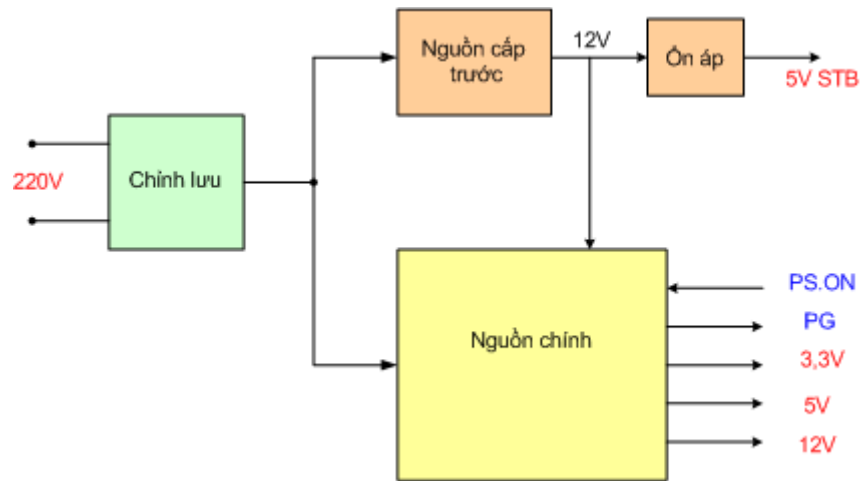 Nguồn cấp
trước
12V
Ổn áp
5V STB
220V
Chỉnh lưu
Nguồn chính
PS.ON
PG
3,3V
5V
12V